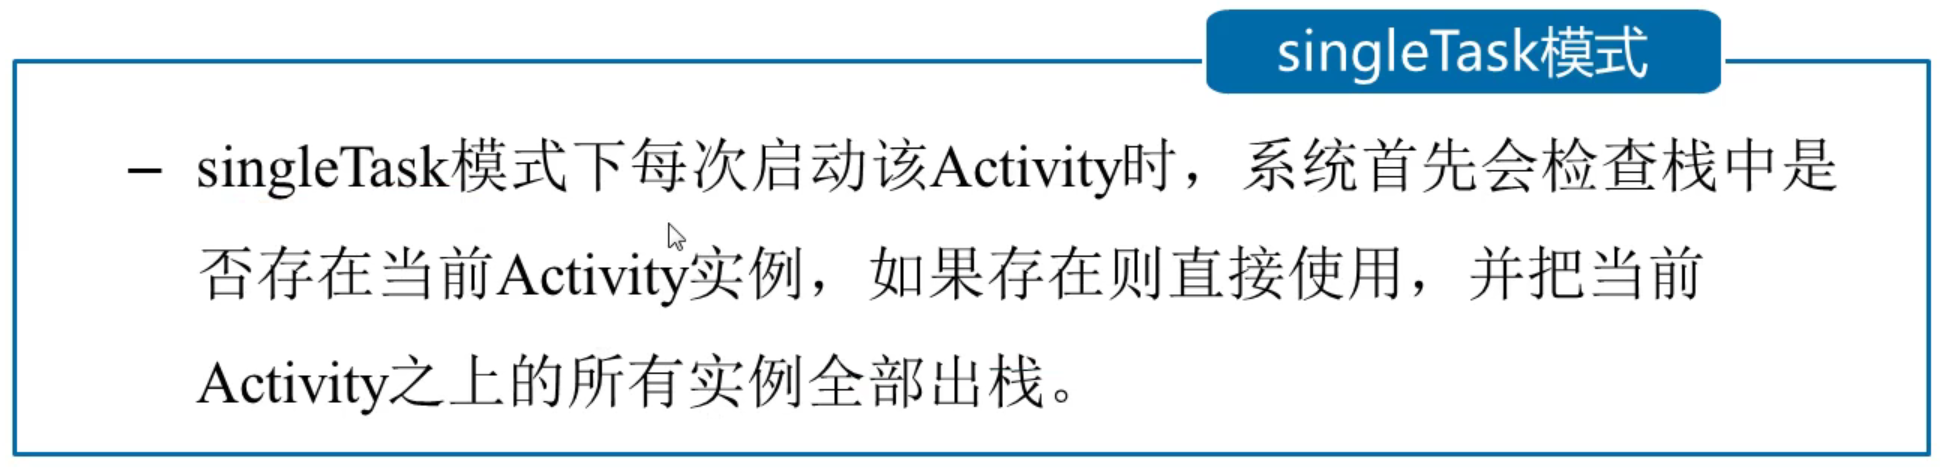 singleTask模式
– singleTask模式下每次启动该Activity时，系统首先会检查栈中是
否存在当前Activity实例，如果存在则直接使用，并把当前
Activity之上的所有实例全部出栈。